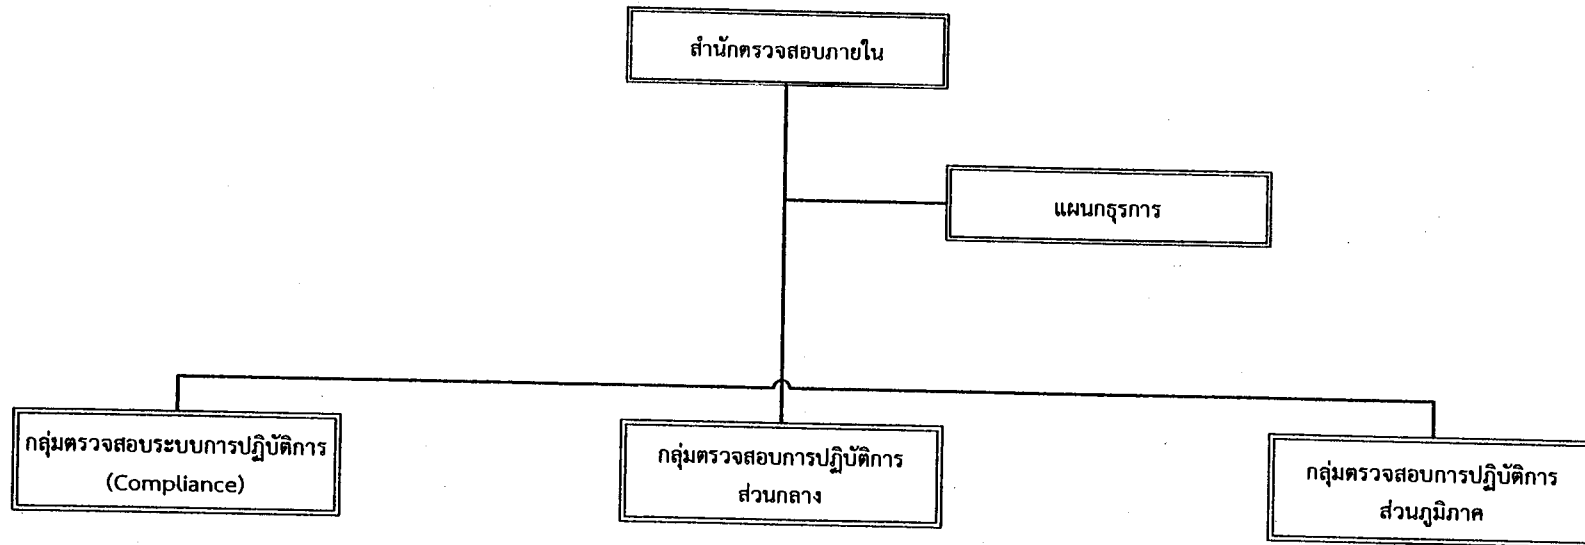 สำนักตรวจสอบภายใน
แผนกธุรการ
กลุ่มตรวจสอบระบบการปฏิบัติการ
(Compliance)
กลุ่มตรวจสอบการปฏิบัติการ
ส่วนกลาง
กลุ่มตรวจสอบการปฏิบัติการ
ส่วนภูมิภาค